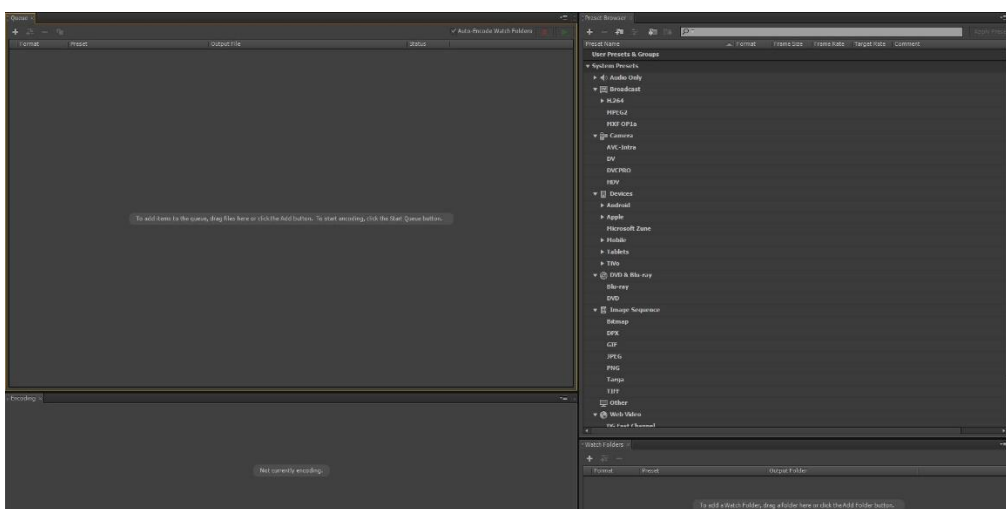 Queue
Auto-Encode Watch Folders
Format Preset Output File Status
To add items to the queue, drag files here or click the Add button. To start encoding, click the Start Queue button.
Encoding
Not currently encoding.
Preset Browser
Preset Name Format Frame Size Frame Rate Target Rate Comment
User Presets & Groups
System Presets
Audio Only
Broadcast
H.264
MPEG2
MXF OP1a
Camera
AVC-Intra
DV
DVCPRO
HDV
Devices
Android
Apple
Microsoft Zune
Mobile
Tablets
TiVo
DVD & Blu-ray
Blu-ray
DVD
Image Sequence
Bitmap
DPX
GIF
JPEG
PNG
Targa
TIFF
Other
Web Video
DG Fast Channel
Watch Folders
Format Preset Output Folder
To add a Watch Folder, drag a folder here or click the Add Folder button.